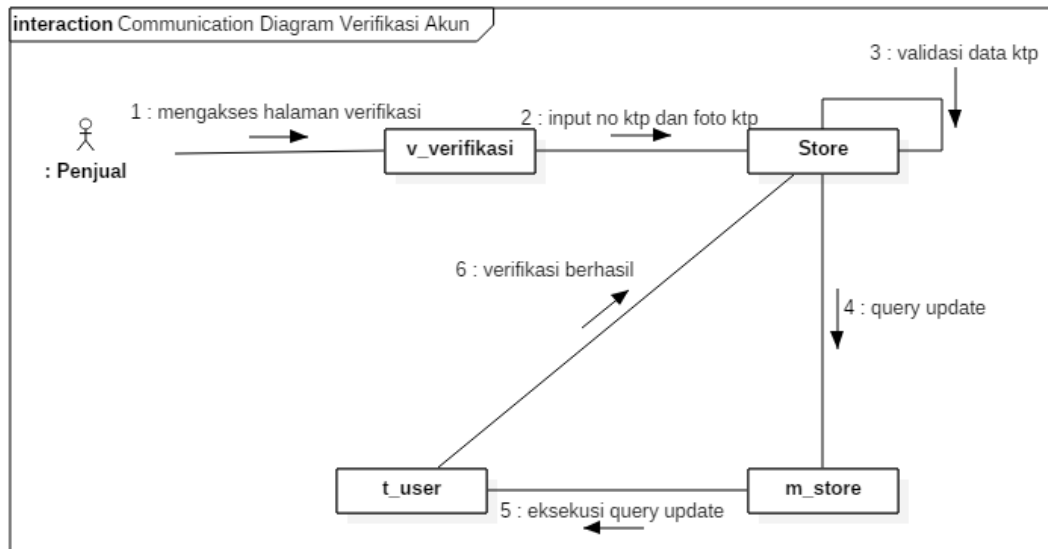 interaction Communication Diagram Verifikasi Akun
3 : validasi data ktp
1 : mengakses halaman verifikasi
2 : input no ktp dan foto ktp
v_verifikasi
Store
: Penjual
6 : verifikasi berhasil
4 : query update
t_user
m_store
5 : eksekusi query update